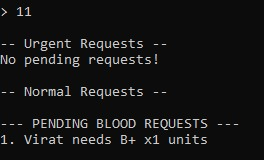 > 11
-- Urgent Requests --
No pending requests!
-- Normal Requests --
--- PENDING BLOOD REQUESTS ---
1. Virat needs B+ x1 units